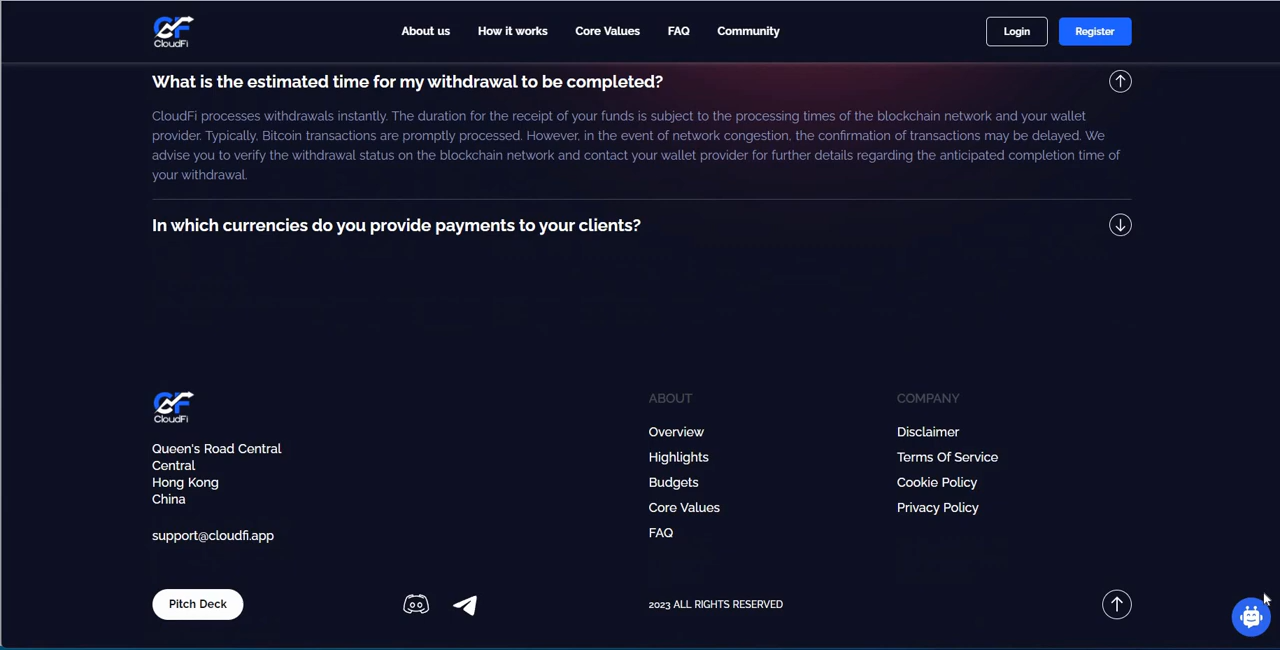 CF
CloudFi
About us
How it works
Core Values
FAQ
Community
Login
Register
What is the estimated time for my withdrawal to be completed?
CloudFi processes withdrawals instantly. The duration for the receipt of your funds is subject to the processing times of the blockchain network and your wallet
provider. Typically, Bitcoin transactions are promptly processed. However, in the event of network congestion, the confirmation of transactions may be delayed. We
advise you to verify the withdrawal status on the blockchain network and contact your wallet provider for further details regarding the anticipated completion time of
your withdrawal.
In which currencies do you provide payments to your clients?
CF
CloudFi
Queen's Road Central
Central
Hong Kong
China
support@cloudfi.app
ABOUT
Overview
Highlights
Budgets
Core Values
FAQ
COMPANY
Disclaimer
Terms Of Service
Cookie Policy
Privacy Policy
Pitch Deck
2023 ALL RIGHTS RESERVED